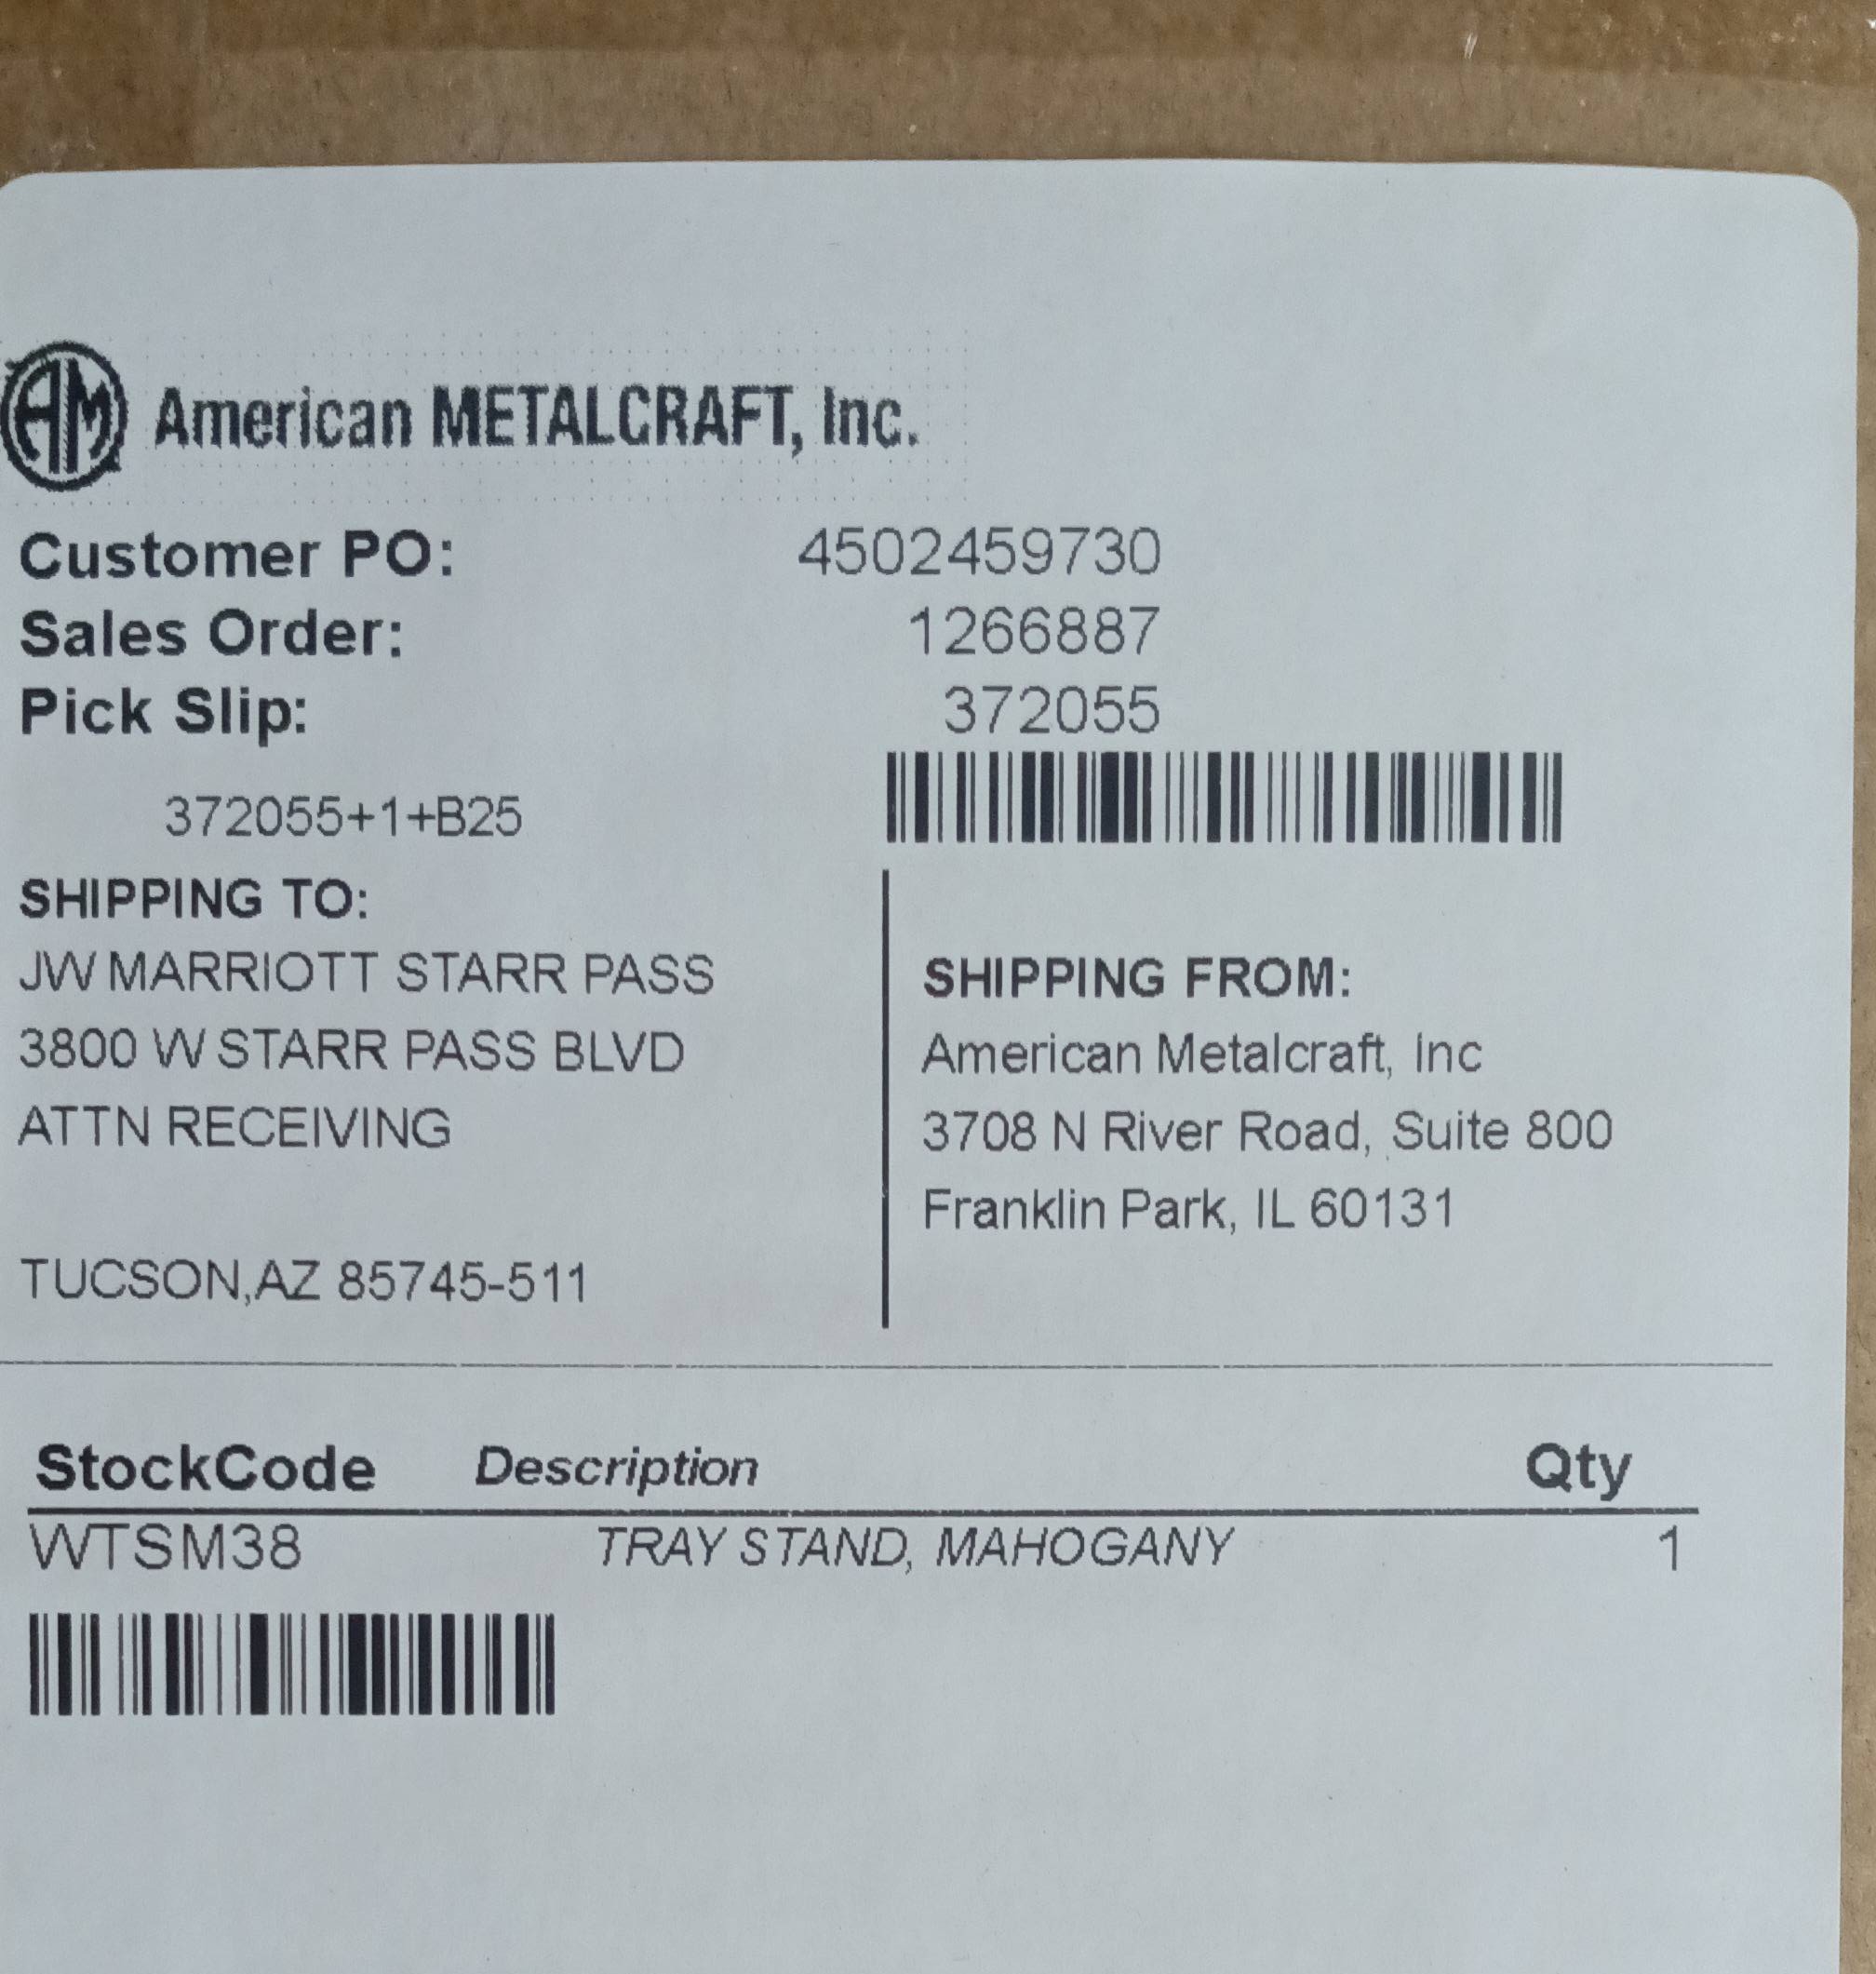 AM American METALCRAFT, Inc.
Customer PO: 4502459730
Sales Order: 1266887
Pick Slip: 372055
372055+1+B25
SHIPPING TO:
JW MARRIOTT STARR PASS
3800 W STARR PASS BLVD
ATTN RECEIVING
TUCSON,AZ 85745-511
SHIPPING FROM:
American Metalcraft, Inc
3708 N River Road, Suite 800
Franklin Park, IL 60131
StockCode Description Qty
WTSM38 TRAY STAND, MAHOGANY 1